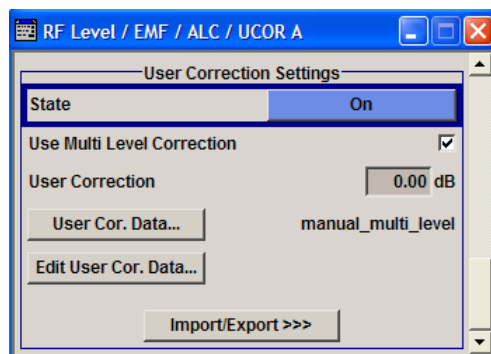 RF Level / EMF / ALC / UCOR A
User Correction Settings
State On
Use Multi Level Correction
User Correction 0.00 dB
User Cor. Data... manual_multi_level
Edit User Cor. Data...
Import/Export >>>